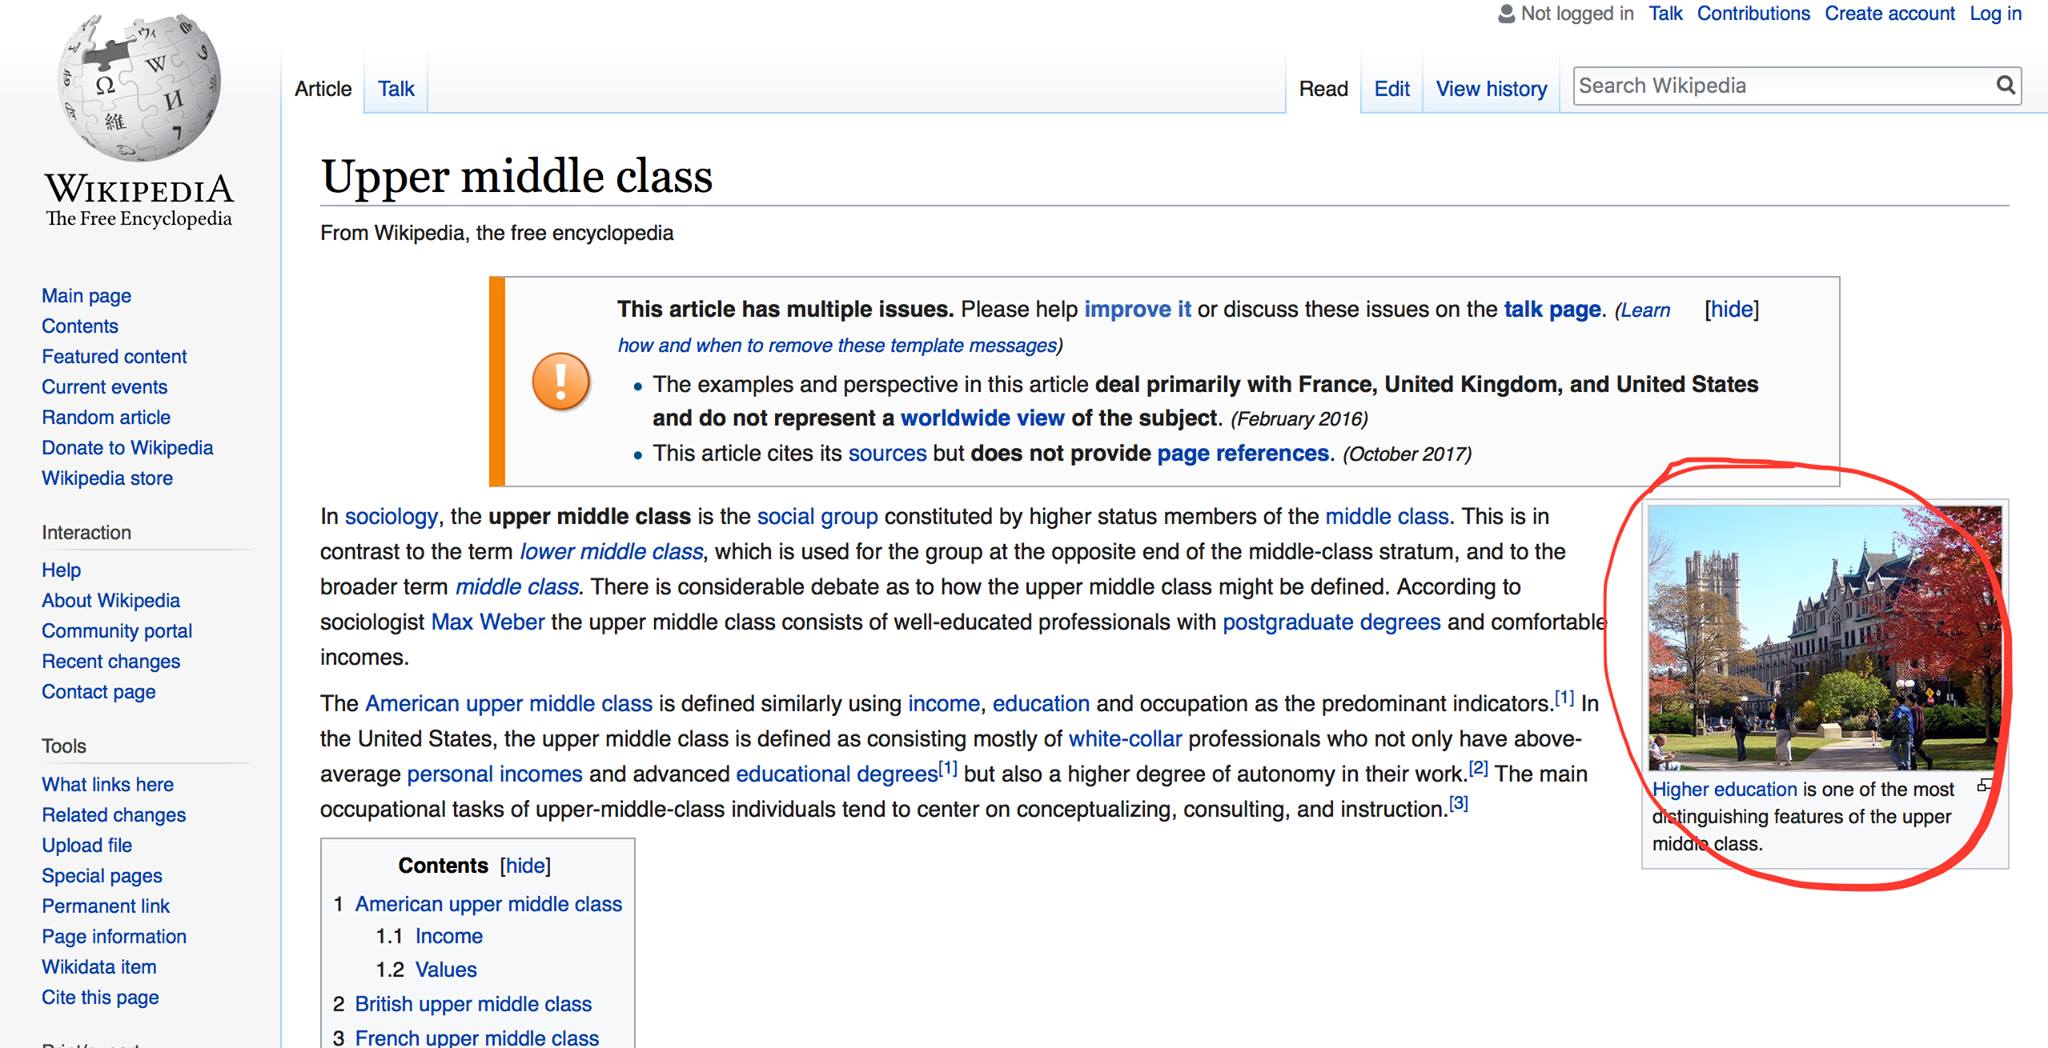 Not logged in Talk Contributions Create account Log in
Article Talk Read Edit View history Search Wikipedia
Ω W И 維 7
WIKIPEDIA
The Free Encyclopedia
Main page
Contents
Featured content
Current events
Random article
Donate to Wikipedia
Wikipedia store
Interaction
Help
About Wikipedia
Community portal
Recent changes
Contact page
Tools
What links here
Related changes
Upload file
Special pages
Permanent link
Page information
Wikidata item
Cite this page
Upper middle class
From Wikipedia, the free encyclopedia
This article has multiple issues. Please help improve it or discuss these issues on the talk page. (Learn [hide]
how and when to remove these template messages)
• The examples and perspective in this article deal primarily with France, United Kingdom, and United States
and do not represent a worldwide view of the subject. (February 2016)
• This article cites its sources but does not provide page references. (October 2017)
In sociology, the upper middle class is the social group constituted by higher status members of the middle class. This is in
contrast to the term lower middle class, which is used for the group at the opposite end of the middle-class stratum, and to the
broader term middle class. There is considerable debate as to how the upper middle class might be defined. According to
sociologist Max Weber the upper middle class consists of well-educated professionals with postgraduate degrees and comfortable
incomes.
The American upper middle class is defined similarly using income, education and occupation as the predominant indicators.[1] In
the United States, the upper middle class is defined as consisting mostly of white-collar professionals who not only have above-
average personal incomes and advanced educational degrees[1] but also a higher degree of autonomy in their work.[2] The main
occupational tasks of upper-middle-class individuals tend to center on conceptualizing, consulting, and instruction.[3]
Higher education is one of the most
distinguishing features of the upper
middle class.
Contents [hide]
1 American upper middle class
1.1 Income
1.2 Values
2 British upper middle class
3 French upper middle class